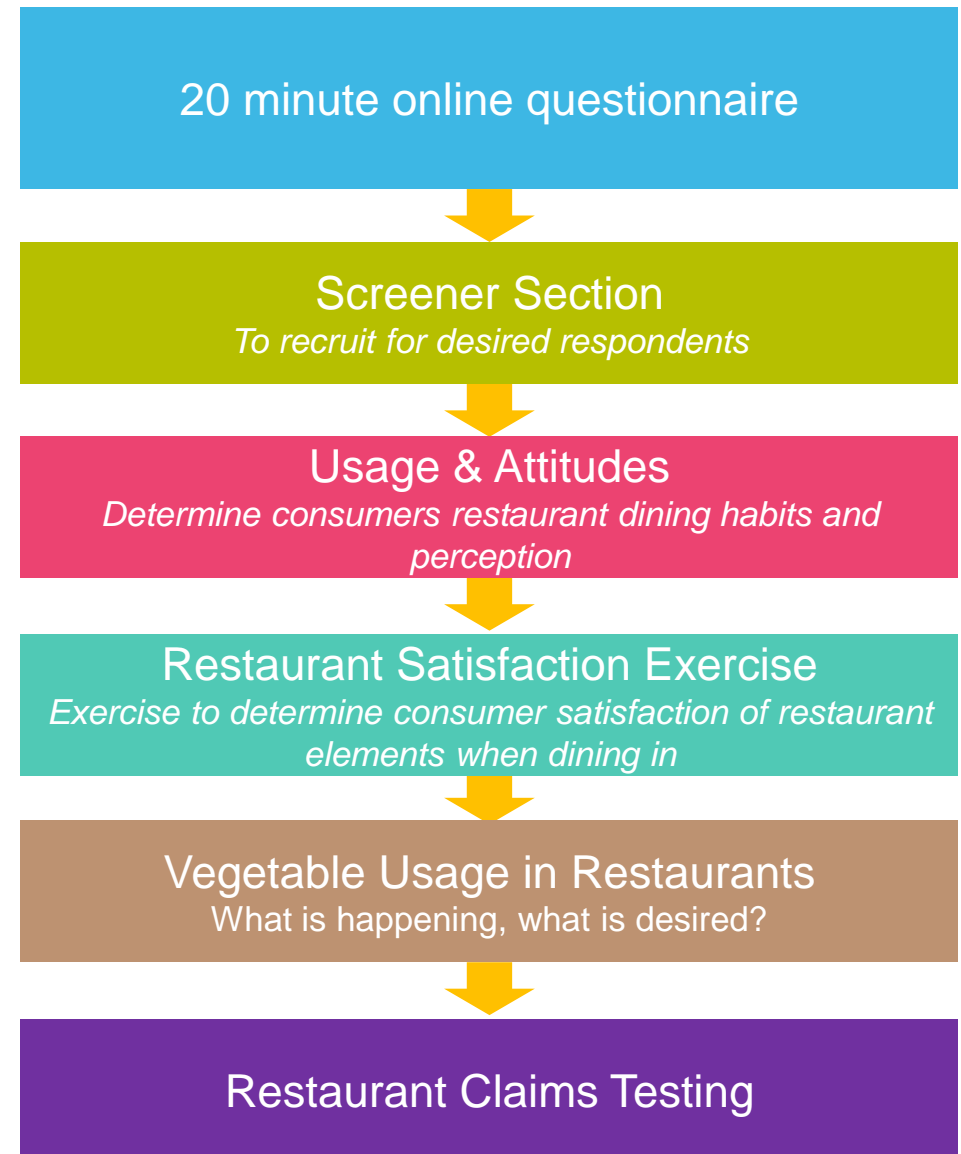 20 minute online questionnaire
Screener Section
To recruit for desired respondents
Usage & Attitudes
Determine consumers restaurant dining habits and
perception
Restaurant Satisfaction Exercise
Exercise to determine consumer satisfaction of restaurant
elements when dining in
Vegetable Usage in Restaurants
What is happening, what is desired?
Restaurant Claims Testing